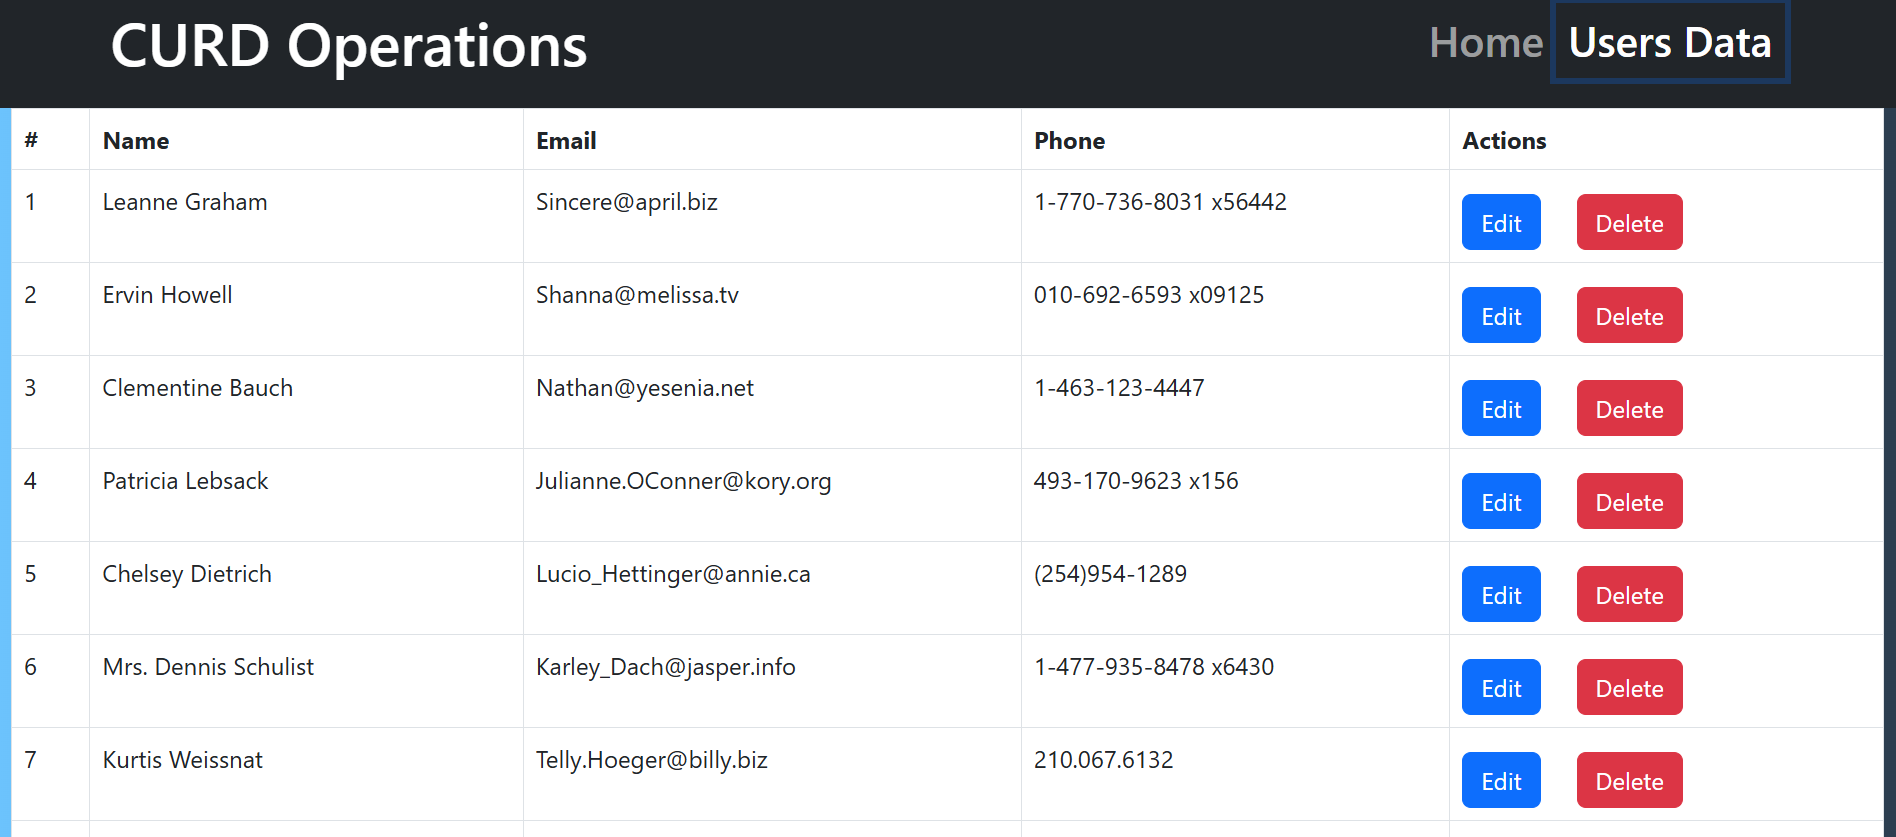 CURD Operations Home Users Data
# Name Email Phone Actions
1 Leanne Graham Sincere@april.biz 1-770-736-8031 x56442 Edit Delete
2 Ervin Howell Shanna@melissa.tv 010-692-6593 x09125 Edit Delete
3 Clementine Bauch Nathan@yesenia.net 1-463-123-4447 Edit Delete
4 Patricia Lebsack Julianne.OConner@kory.org 493-170-9623 x156 Edit Delete
5 Chelsey Dietrich Lucio_Hettinger@annie.ca (254)954-1289 Edit Delete
6 Mrs. Dennis Schulist Karley_Dach@jasper.info 1-477-935-8478 x6430 Edit Delete
7 Kurtis Weissnat Telly.Hoeger@billy.biz 210.067.6132 Edit Delete